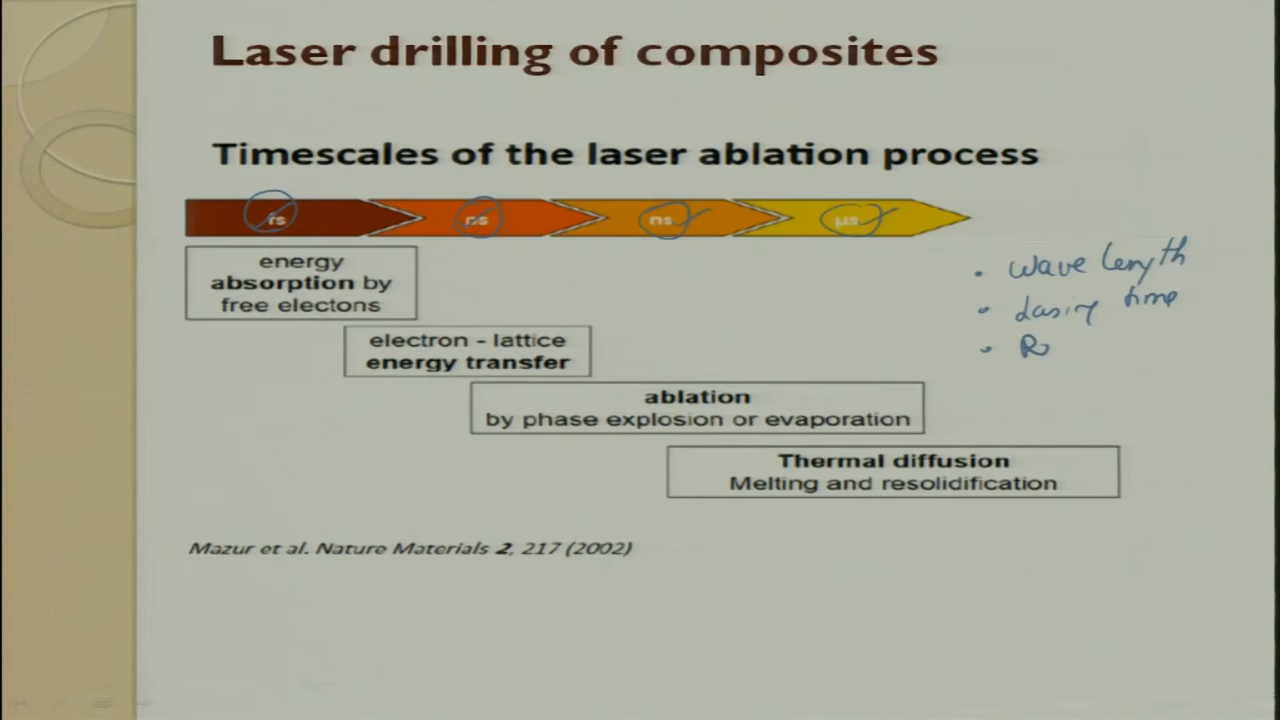 Laser drilling of composites
Timescales of the laser ablation process
fs ps ns µs
energy
absorption by
free electons
electron - lattice
energy transfer
ablation
by phase explosion or evaporation
Thermal diffusion
Melting and resolidification
• wave length
• Lasing time
• R
Mazur et al. Nature Materials 2, 217 (2002)